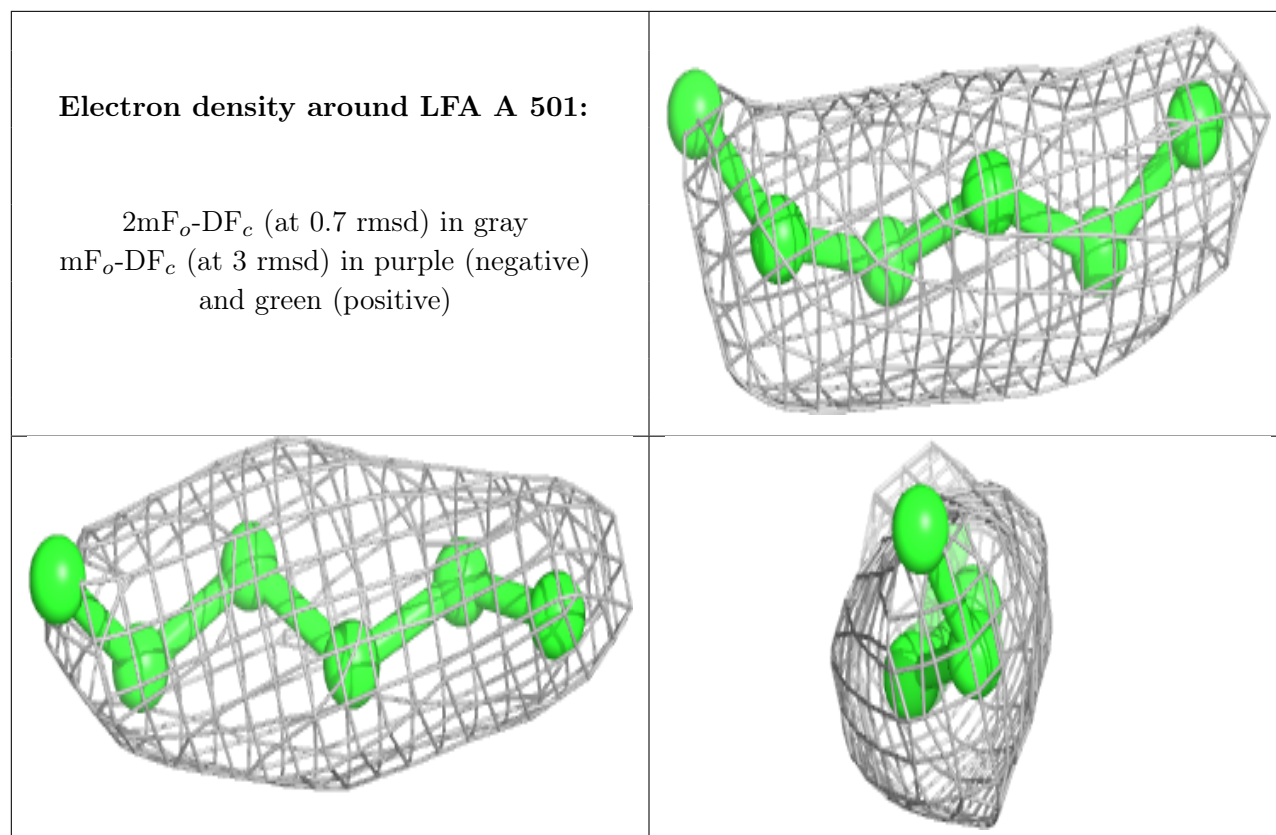 Electron density around LFA A 501:
2mFₒ-DF𝒸 (at 0.7 rmsd) in gray
mFₒ-DF𝒸 (at 3 rmsd) in purple (negative)
and green (positive)